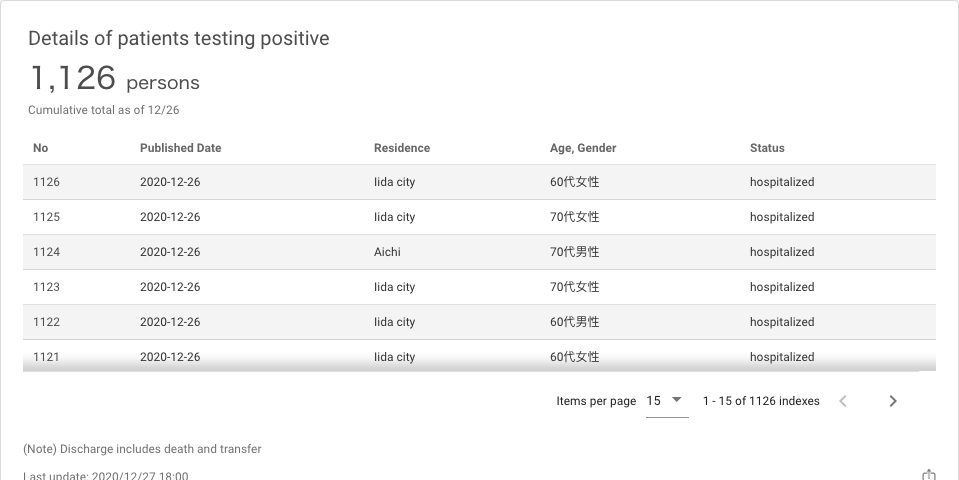 Details of patients testing positive
1,126 persons
Cumulative total as of 12/26
No Published Date Residence Age, Gender Status
1126 2020-12-26 Iida city 60代女性 hospitalized
1125 2020-12-26 Iida city 70代女性 hospitalized
1124 2020-12-26 Aichi 70代男性 hospitalized
1123 2020-12-26 Iida city 70代女性 hospitalized
1122 2020-12-26 Iida city 60代男性 hospitalized
1121 2020-12-26 Iida city 60代女性 hospitalized
Items per page 15 1 - 15 of 1126 indexes
(Note) Discharge includes death and transfer
Last update: 2020/12/27 18:00